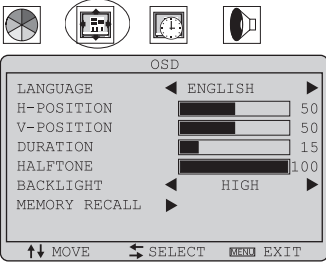 OSD
LANGUAGE ENGLISH
H-POSITION 50
V-POSITION 50
DURATION 15
HALFTONE 100
BACKLIGHT HIGH
MEMORY RECALL
MOVE SELECT MENU EXIT